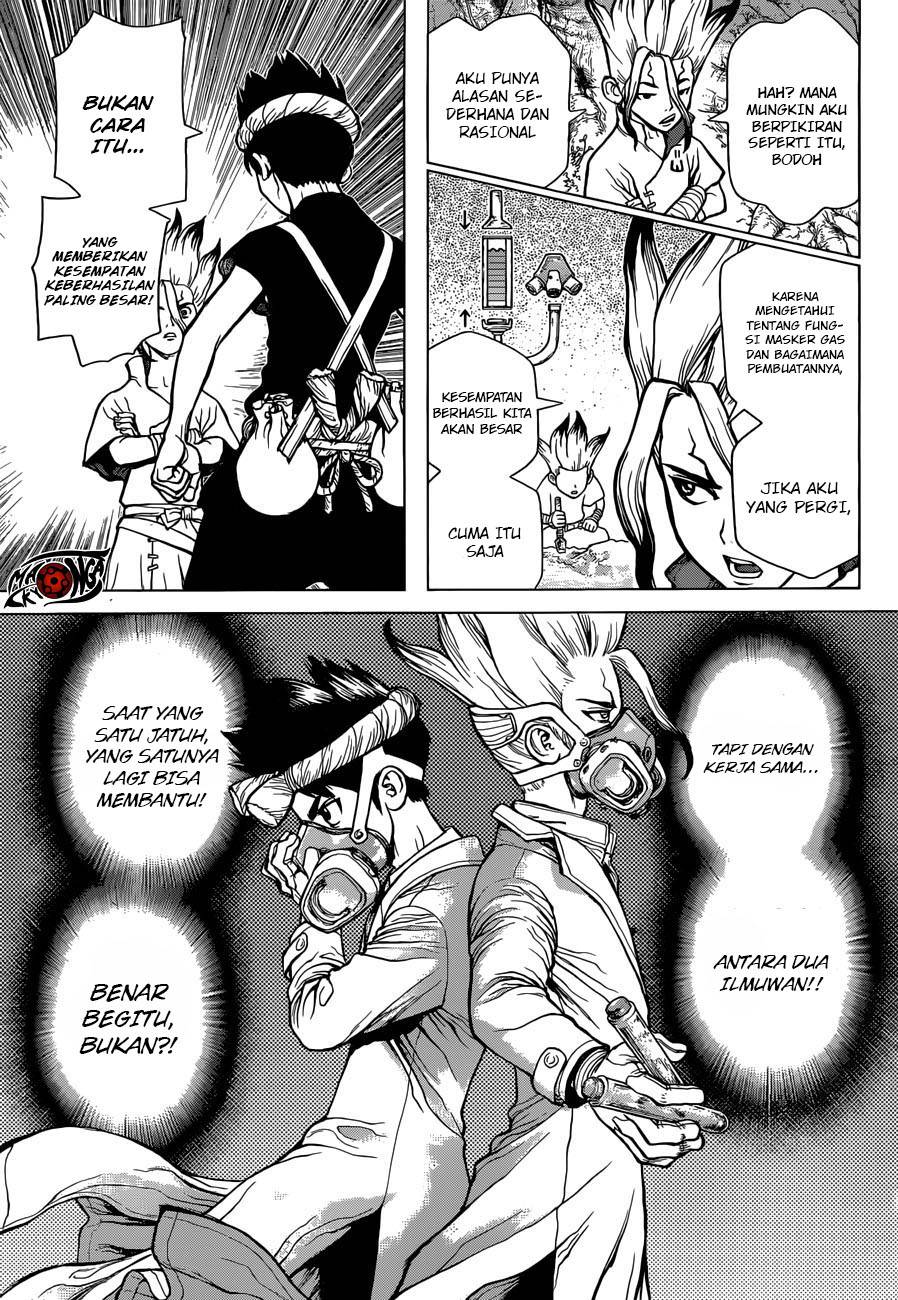 HAH? MANA
MUNGKIN AKU
BERPIKIRAN
SEPERTI ITU,
BODOH
AKU PUNYA
ALASAN SE-
DERHANA DAN
RASIONAL
KARENA
MENGETAHUI
TENTANG FUNG-
SI MASKER GAS
DAN BAGAIMANA
PEMBUATANNYA,
JIKA AKU
YANG PERGI,
KESEMPATAN
BERHASIL KITA
AKAN BESAR
CUMA ITU
SAJA
BUKAN
CARA
ITU...
YANG
MEMBERIKAN
KESEMPATAN
KEBERHASILAN
PALING BESAR!
TAPI DENGAN
KERJA SAMA...
ANTARA DUA
ILMUWAN!!
SAAT YANG
SATU JATUH,
YANG SATUNYA
LAGI BISA
MEMBANTU!
BENAR
BEGITU,
BUKAN?!